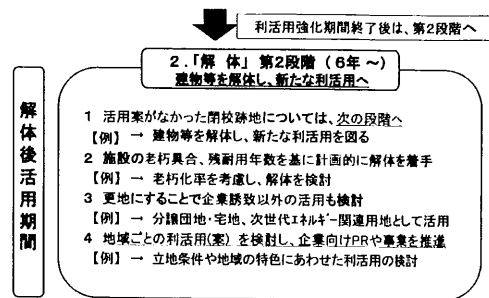 利活用強化期間終了後は、第2段階へ
2.「解 体」第2段階(6年~)
建物等を解体し、新たな利活用へ
解体後活用期間
1 活用案がなかった閉校跡地については、次の段階へ
【例】 → 建物等を解体し、新たな利活用を図る
2 施設の老朽具合、残耐用年数を基に計画的に解体を着手
【例】 → 老朽化率を考慮し、解体を検討
3 更地にすることで企業誘致以外の活用も検討
【例】 → 分譲団地・宅地、次世代エネルギー関連用地として活用
4 地域ごとの利活用(案)を検討し、企業向けPRや事業を推進
【例】 → 立地条件や地域の特色にあわせた利活用の検討